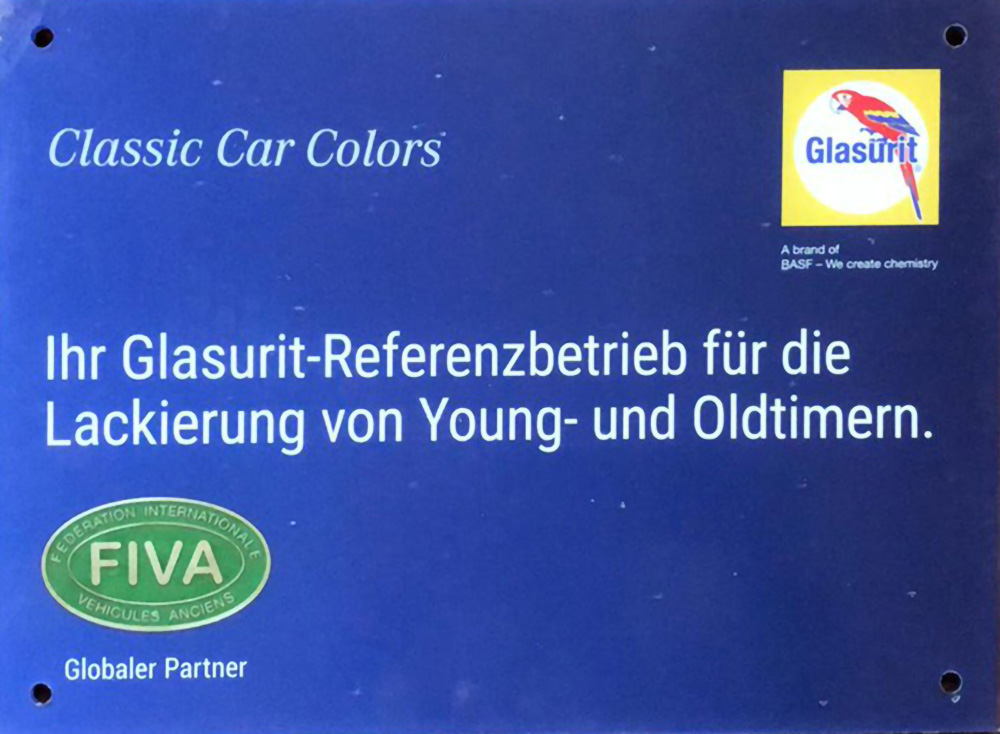 Classic Car Colors
Glasurit
A brand of
BASF – We create chemistry
Ihr Glasurit-Referenzbetrieb für die
Lackierung von Young- und Oldtimern.
FEDERATION INTERNATIONALE
FIVA
VEHICULES ANCIENS
Globaler Partner